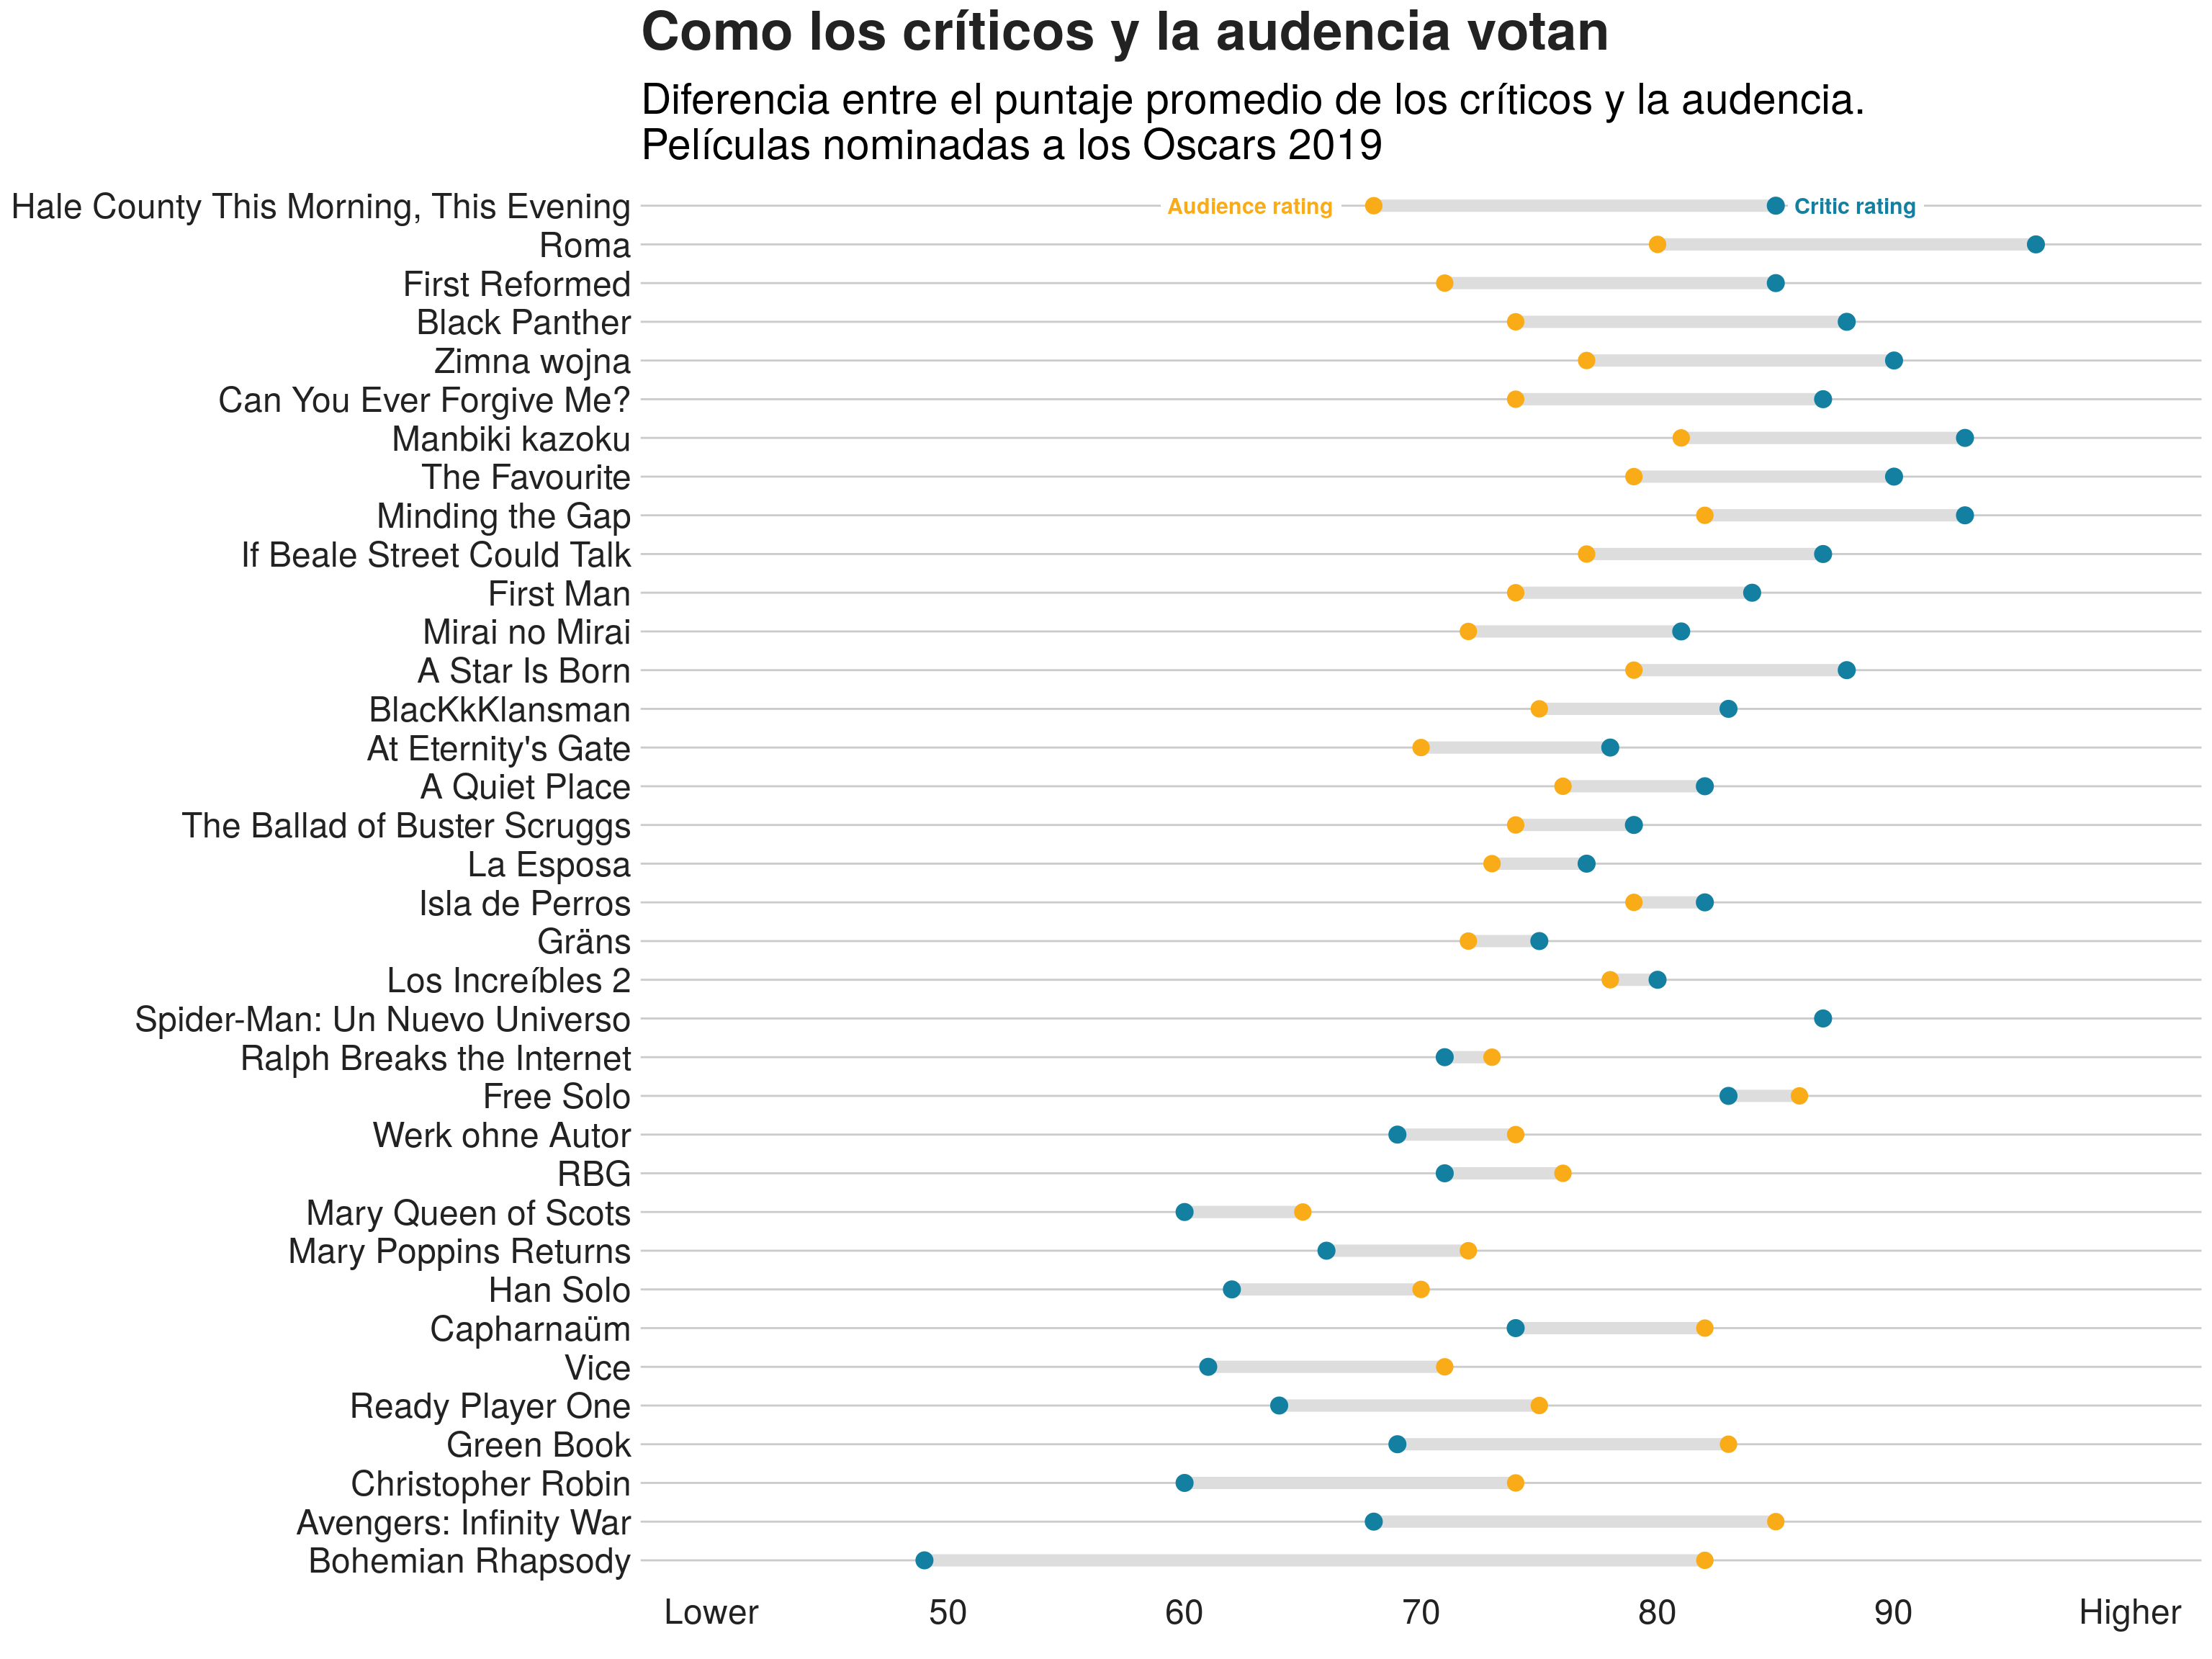 Como los críticos y la audencia votan
Diferencia entre el puntaje promedio de los críticos y la audencia.
Películas nominadas a los Oscars 2019
Hale County This Morning, This Evening
Audience rating
Critic rating
Roma
First Reformed
Black Panther
Zimna wojna
Can You Ever Forgive Me?
Manbiki kazoku
The Favourite
Minding the Gap
If Beale Street Could Talk
First Man
Mirai no Mirai
A Star Is Born
BlacKkKlansman
At Eternity's Gate
A Quiet Place
The Ballad of Buster Scruggs
La Esposa
Isla de Perros
Gräns
Los Increíbles 2
Spider-Man: Un Nuevo Universo
Ralph Breaks the Internet
Free Solo
Werk ohne Autor
RBG
Mary Queen of Scots
Mary Poppins Returns
Han Solo
Capharnaüm
Vice
Ready Player One
Green Book
Christopher Robin
Avengers: Infinity War
Bohemian Rhapsody
Lower 50 60 70 80 90 Higher